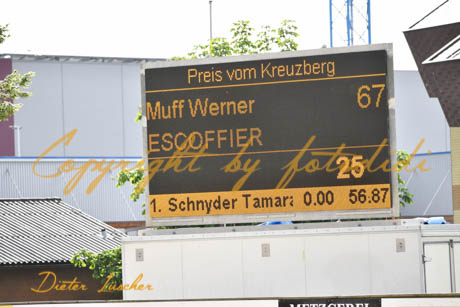 Preis vom Kreuzberg
Muff Werner 67
ESCOFFIER
Copyright by fotodidi
25
1. Schnyder Tamara 0.00 56.87
Dieter Lüscher
METZGEREI